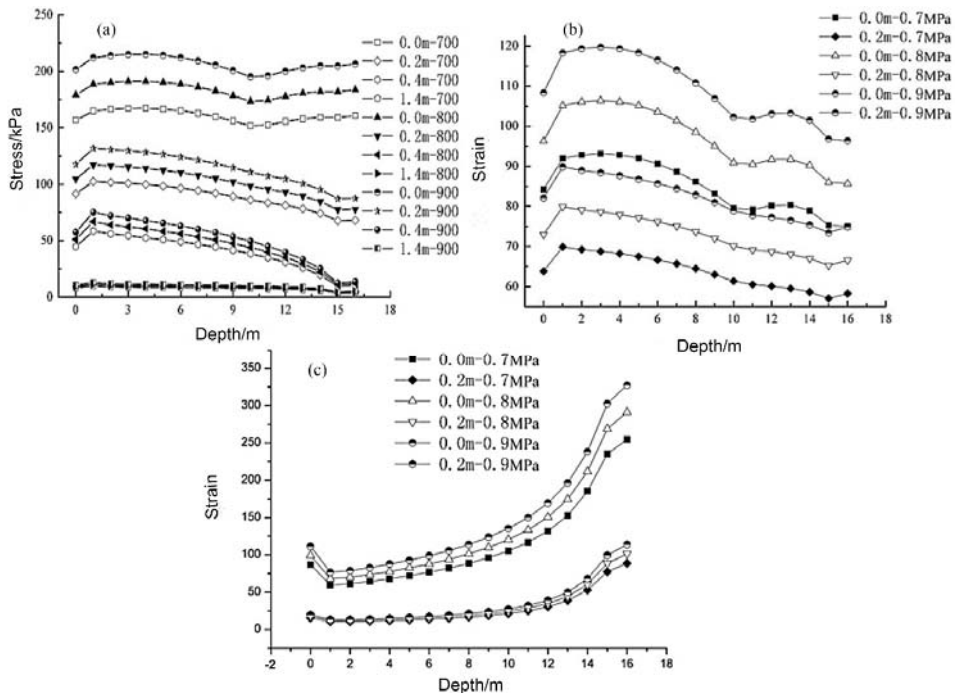 (a)
250
200
150
100
50
0
Stress/kPa
0 3 6 9 12 15 18
Depth/m
0.0m-700
0.2m-700
0.4m-700
1.4m-700
0.0m-800
0.2m-800
0.4m-800
1.4m-800
0.0m-900
0.2m-900
0.4m-900
1.4m-900
(b)
120
110
100
90
80
70
60
Strain
0 2 4 6 8 10 12 14 16 18
Depth/m
0.0m-0.7MPa
0.2m-0.7MPa
0.0m-0.8MPa
0.2m-0.8MPa
0.0m-0.9MPa
0.2m-0.9MPa
(c)
350
300
250
200
150
100
50
0
Strain
-2 0 2 4 6 8 10 12 14 16 18
Depth/m
0.0m-0.7MPa
0.2m-0.7MPa
0.0m-0.8MPa
0.2m-0.8MPa
0.0m-0.9MPa
0.2m-0.9MPa